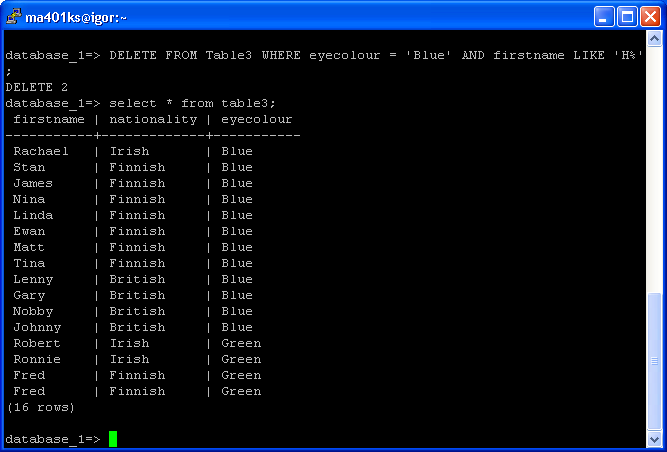 ma401ks@igor:~
database_1=> DELETE FROM Table3 WHERE eyecolour = 'Blue' AND firstname LIKE 'H%'
;
DELETE 2
database_1=> select * from table3;
 firstname | nationality | eyecolour
-----------+-------------+-----------
 Rachael   | Irish       | Blue
 Stan      | Finnish     | Blue
 James     | Finnish     | Blue
 Nina      | Finnish     | Blue
 Linda     | Finnish     | Blue
 Ewan      | Finnish     | Blue
 Matt      | Finnish     | Blue
 Tina      | Finnish     | Blue
 Lenny     | British     | Blue
 Gary      | British     | Blue
 Nobby     | British     | Blue
 Johnny    | British     | Blue
 Robert    | Irish       | Green
 Ronnie    | Irish       | Green
 Fred      | Finnish     | Green
 Fred      | Finnish     | Green
(16 rows)
database_1=>